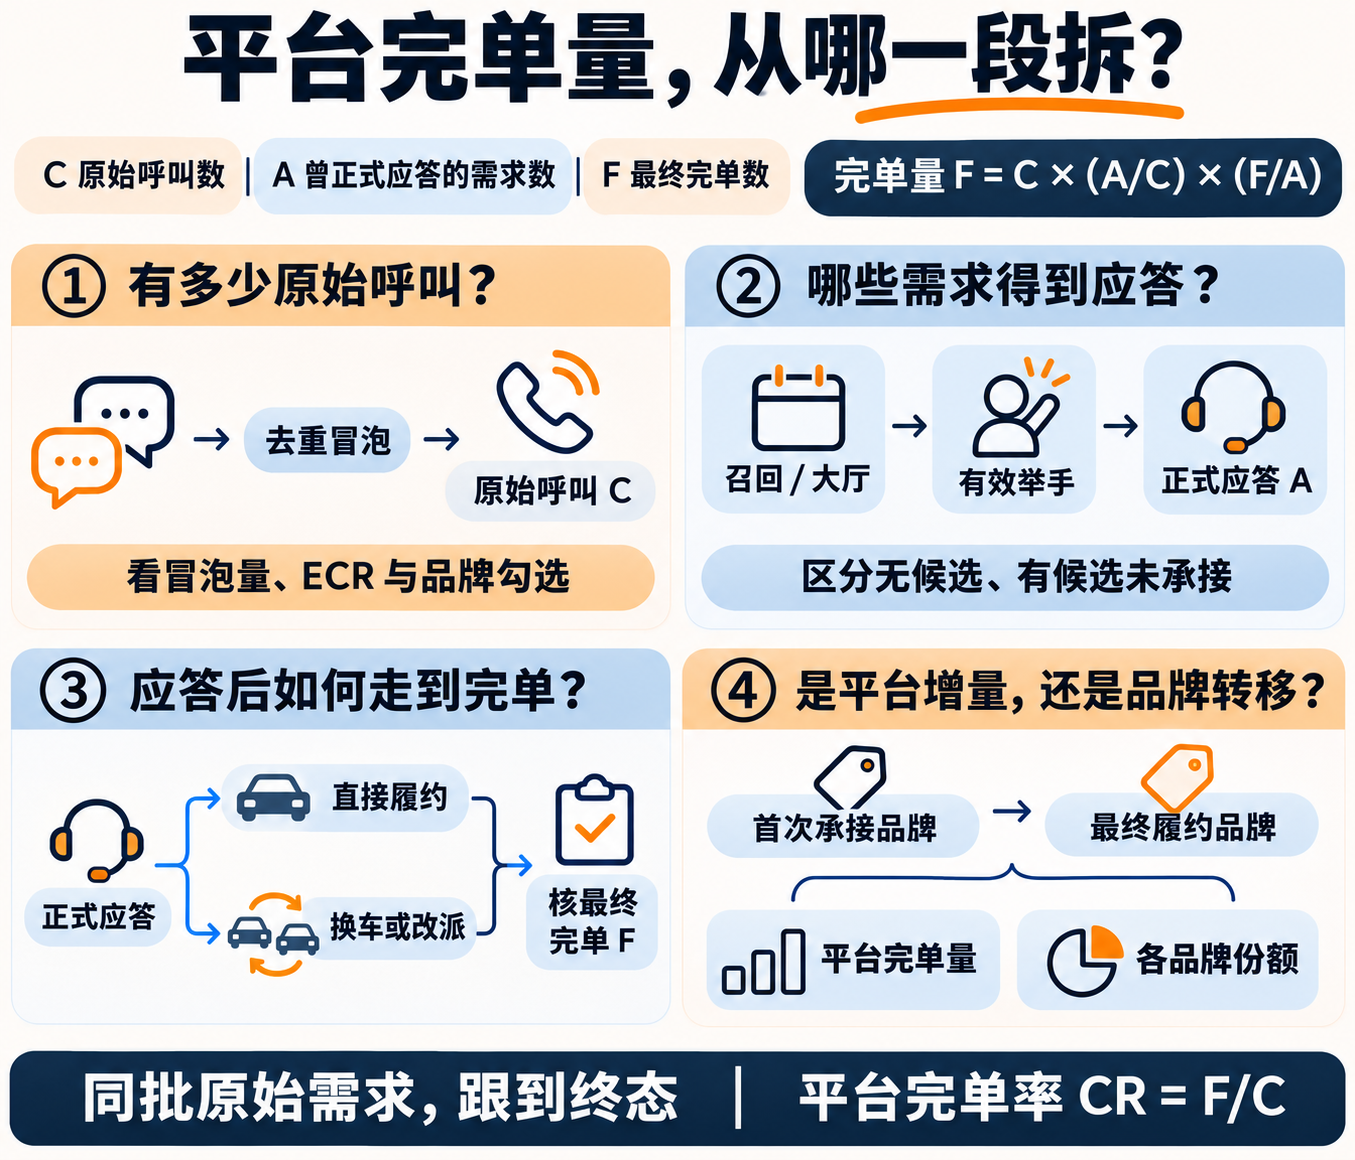 平台完单量，从哪一段拆？
C 原始呼叫数
A 曾正式应答的需求数
F 最终完单数
完单量 F = C × (A/C) × (F/A)
① 有多少原始呼叫？
去重冒泡
原始呼叫 C
看冒泡量、ECR 与品牌勾选
② 哪些需求得到应答？
召回 / 大厅
有效举手
正式应答 A
区分无候选、有候选未承接
③ 应答后如何走到完单？
正式应答
直接履约
换车或改派
核最终
完单 F
④ 是平台增量，还是品牌转移？
首次承接品牌
最终履约品牌
平台完单量
各品牌份额
同批原始需求，跟到终态 | 平台完单率 CR = F/C